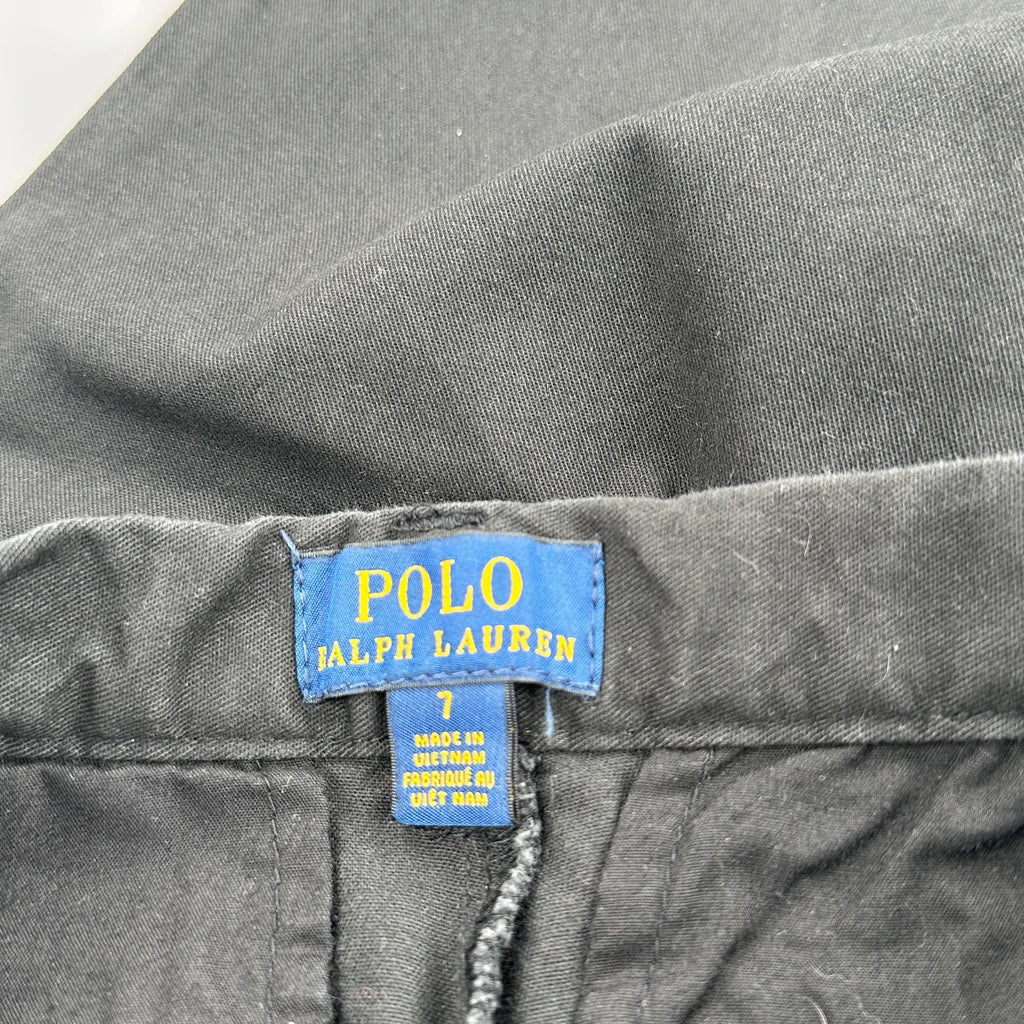 POLO
RALPH LAUREN
7
MADE IN
VIETNAM
FABRIQUÉ AU
VIÊT NAM